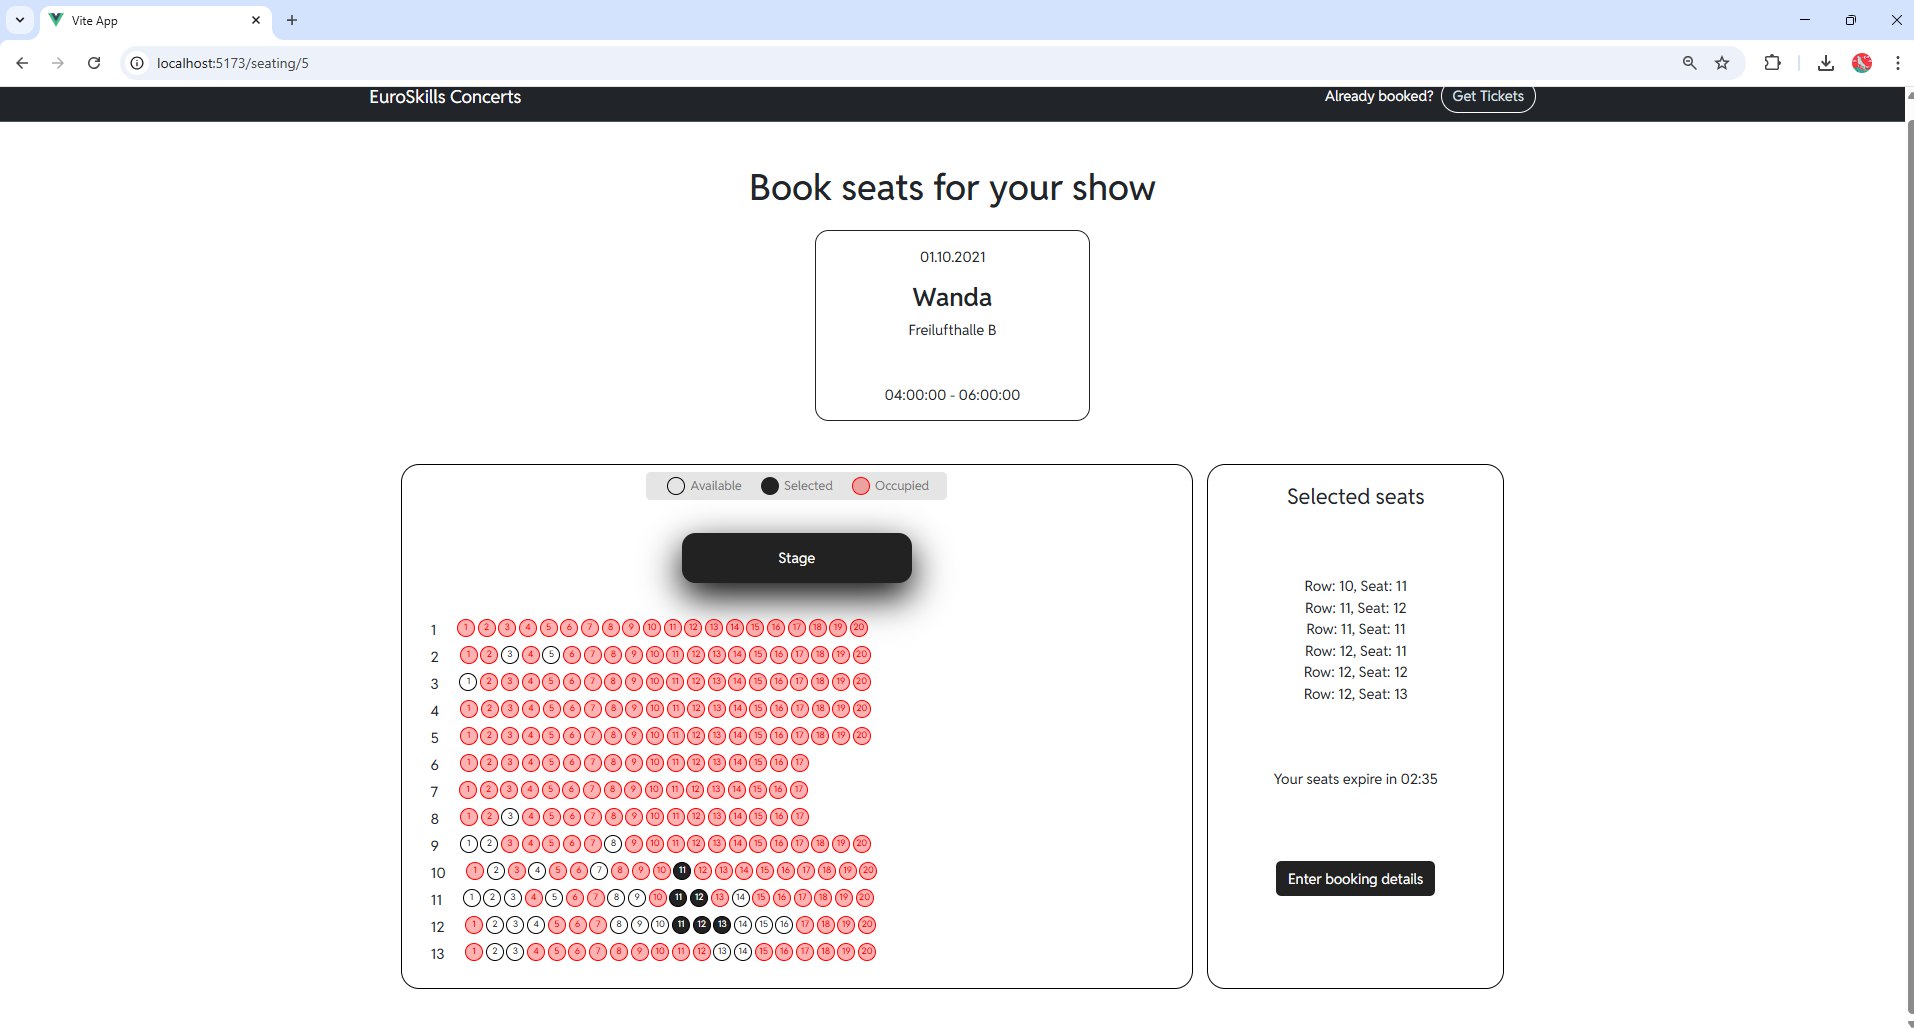 Vite App
localhost:5173/seating/5
EuroSkills Concerts
Already booked? Get Tickets
Book seats for your show
01.10.2021
Wanda
Freilufthalle B
04:00:00 - 06:00:00
Available Selected Occupied
Stage
1 1 2 3 4 5 6 7 8 9 10 11 12 13 14 15 16 17 18 19 20
2 1 2 3 4 5 6 7 8 9 10 11 12 13 14 15 16 17 18 19 20
3 1 2 3 4 5 6 7 8 9 10 11 12 13 14 15 16 17 18 19 20
4 1 2 3 4 5 6 7 8 9 10 11 12 13 14 15 16 17 18 19 20
5 1 2 3 4 5 6 7 8 9 10 11 12 13 14 15 16 17 18 19 20
6 1 2 3 4 5 6 7 8 9 10 11 12 13 14 15 16 17
7 1 2 3 4 5 6 7 8 9 10 11 12 13 14 15 16 17
8 1 2 3 4 5 6 7 8 9 10 11 12 13 14 15 16 17
9 1 2 3 4 5 6 7 8 9 10 11 12 13 14 15 16 17 18 19 20
10 1 2 3 4 5 6 7 8 9 10 11 12 13 14 15 16 17 18 19 20
11 1 2 3 4 5 6 7 8 9 10 11 12 13 14 15 16 17 18 19 20
12 1 2 3 4 5 6 7 8 9 10 11 12 13 14 15 16 17 18 19 20
13 1 2 3 4 5 6 7 8 9 10 11 12 13 14 15 16 17 18 19 20
Selected seats
Row: 10, Seat: 11
Row: 11, Seat: 12
Row: 11, Seat: 11
Row: 12, Seat: 11
Row: 12, Seat: 12
Row: 12, Seat: 13
Your seats expire in 02:35
Enter booking details